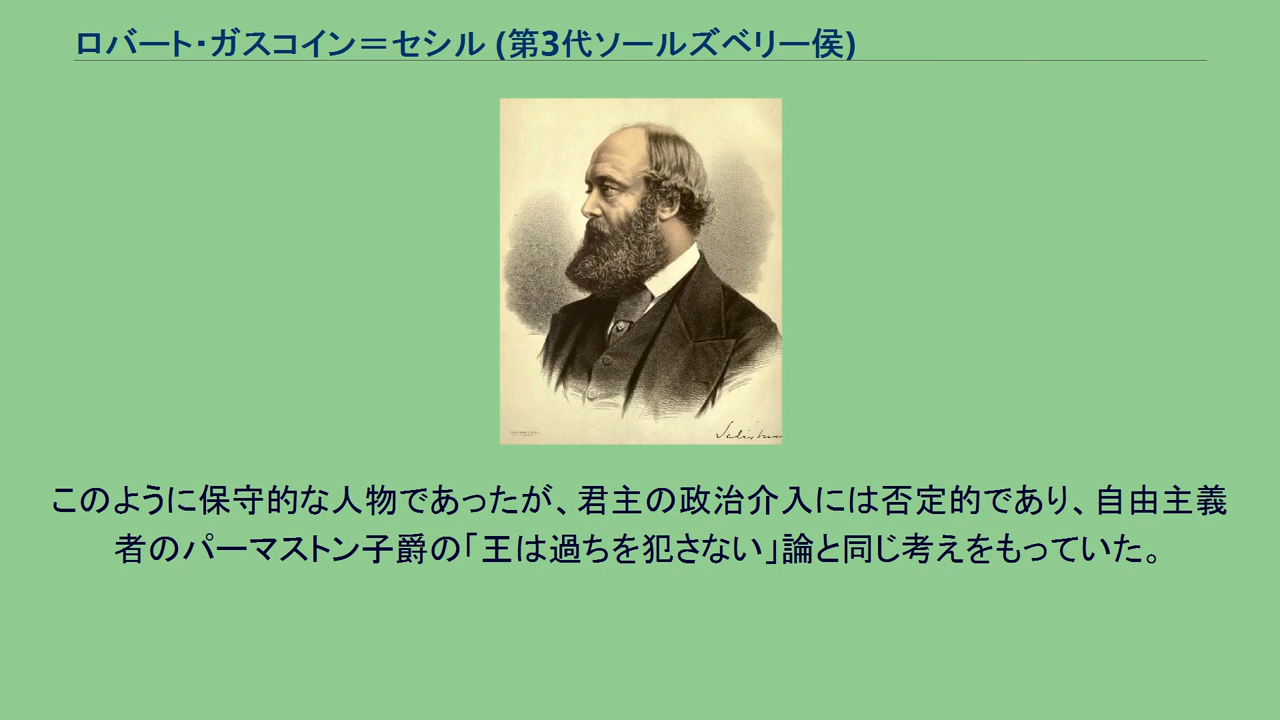 ロバート・ガスコイン＝セシル (第3代ソールズベリー侯)
このように保守的な人物であったが、君主の政治介入には否定的であり、自由主義
者のパーマストン子爵の「王は過ちを犯さない」論と同じ考えをもっていた。